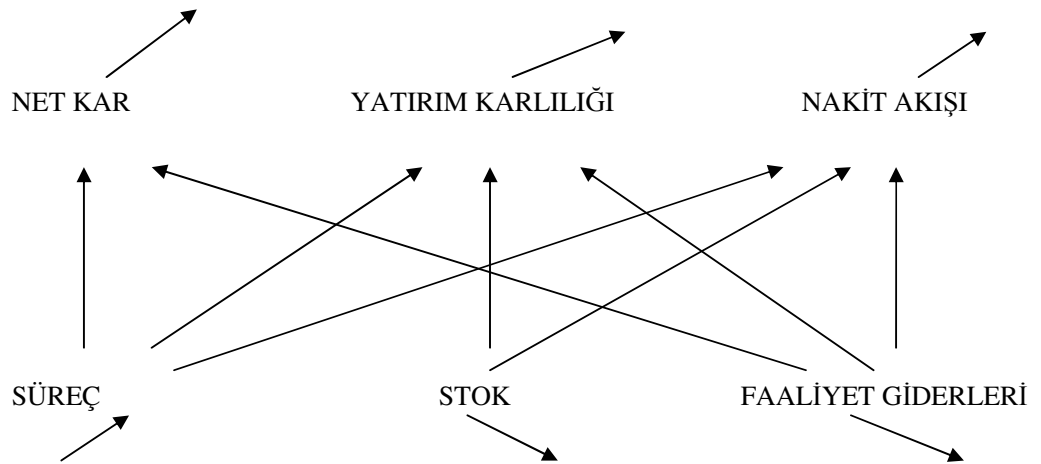 NET KAR YATIRIM KARLILIĞI NAKİT AKIŞI
SÜREÇ STOK FAALİYET GİDERLERİ